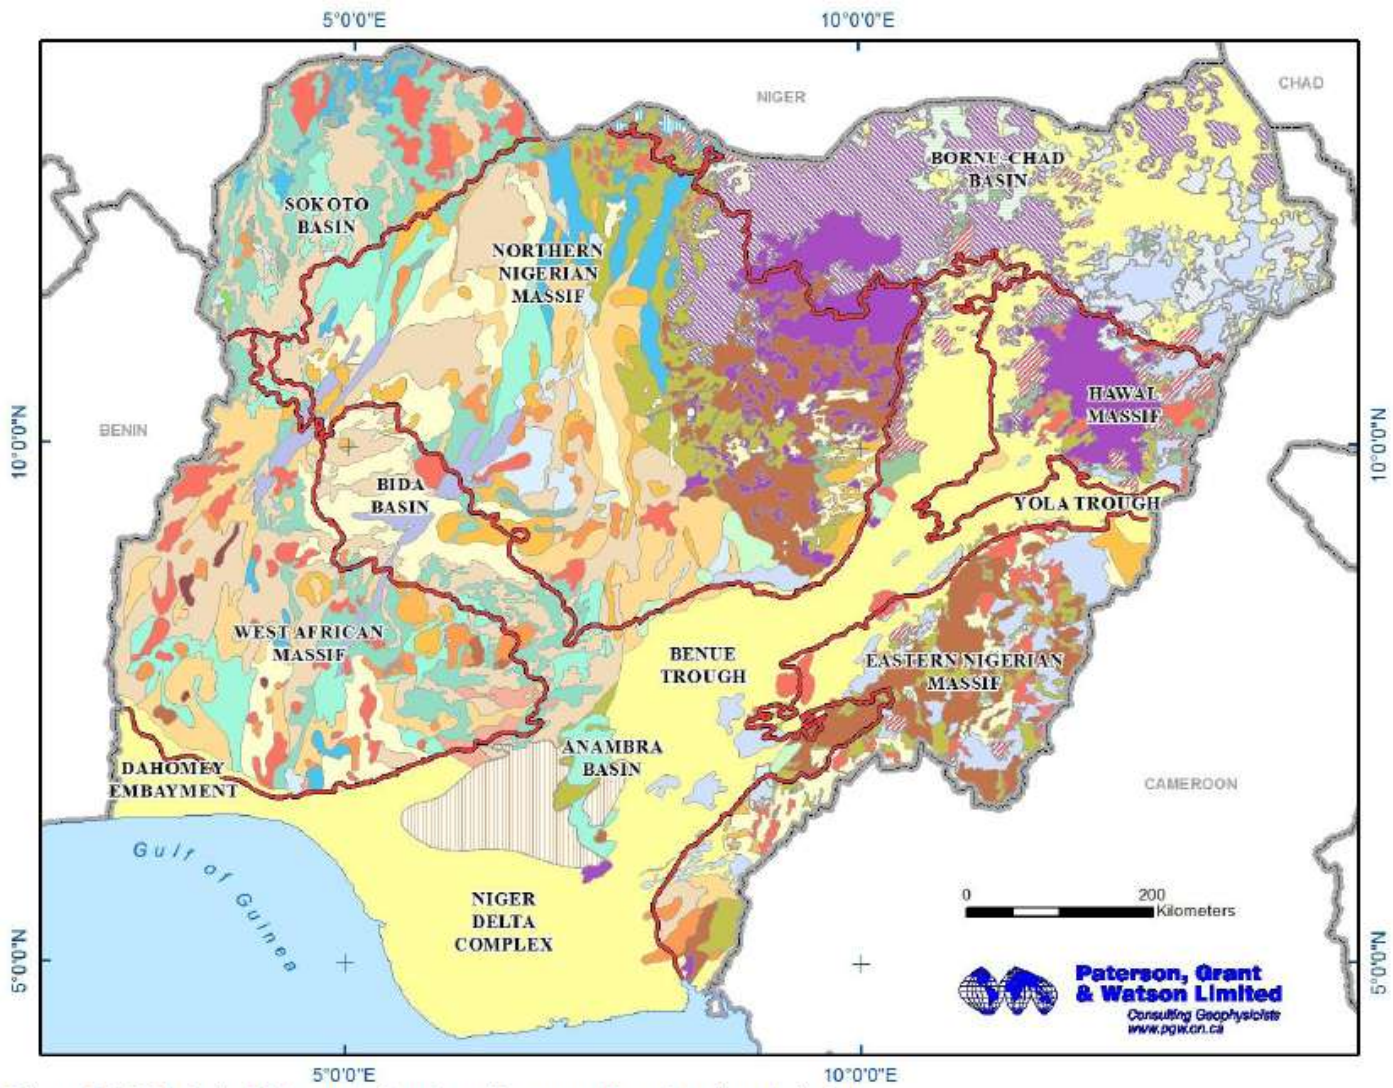 5°0'0"E
10°0'0"E
CHAD
NIGER
BORNU-CHAD
BASIN
SOKOTO
BASIN
NORTHERN
NIGERIAN
MASSIF
HAWAL
MASSIF
10°0'0"N
10°0'0"N
BENIN
BIDA
BASIN
YOLA TROUGH
WEST AFRICAN
MASSIF
BENUE
TROUGH
EASTERN NIGERIAN
MASSIF
ANAMBRA
BASIN
DAHOMEY
EMBAYMENT
CAMEROON
Gulf of Guinea
NIGER
DELTA
COMPLEX
0 200
Kilometers
5°0'0"N
5°0'0"N
Paterson, Grant
& Watson Limited
Consulting Geophysicists
www.pgw.on.ca
5°0'0"E
10°0'0"E